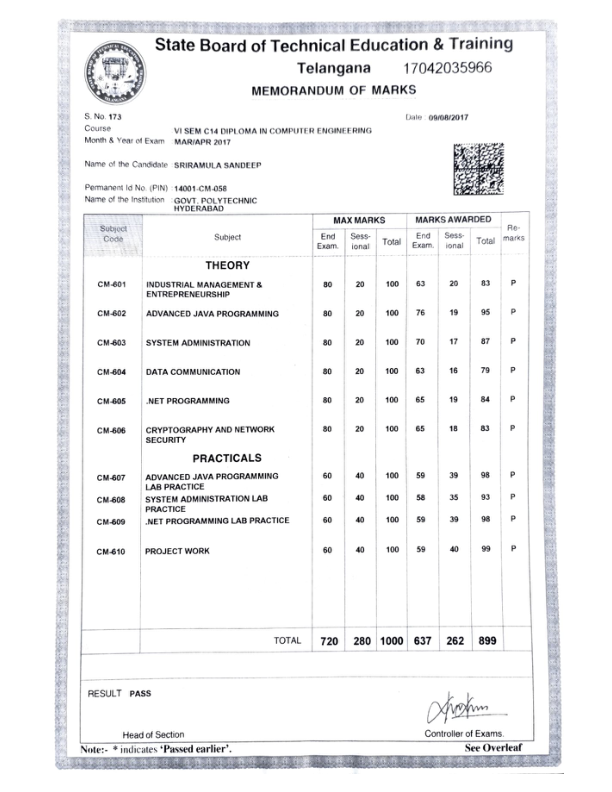 State Board of Technical Education & Training
Telangana 17042035966
MEMORANDUM OF MARKS
S. No. 173 Date : 09/08/2017
Course VI SEM C14 DIPLOMA IN COMPUTER ENGINEERING
Month & Year of Exam MAR/APR 2017
Name of the Candidate SRIRAMULA SANDEEP
Permanent Id No. (PIN) : 14001-CM-058
Name of the Institution : GOVT. POLYTECHNIC
HYDERABAD
Subject Code Subject MAX MARKS MARKS AWARDED Re-marks
End Exam. Sess-ional Total End Exam. Sess-ional Total
THEORY
CM-601 INDUSTRIAL MANAGEMENT & 80 20 100 63 20 83 P
ENTREPRENEURSHIP
CM-602 ADVANCED JAVA PROGRAMMING 80 20 100 76 19 95 P
CM-603 SYSTEM ADMINISTRATION 80 20 100 70 17 87 P
CM-604 DATA COMMUNICATION 80 20 100 63 16 79 P
CM-605 .NET PROGRAMMING 80 20 100 65 19 84 P
CM-606 CRYPTOGRAPHY AND NETWORK 80 20 100 65 18 83 P
SECURITY
PRACTICALS
CM-607 ADVANCED JAVA PROGRAMMING 60 40 100 59 39 98 P
LAB PRACTICE
CM-608 SYSTEM ADMINISTRATION LAB 60 40 100 58 35 93 P
PRACTICE
CM-609 .NET PROGRAMMING LAB PRACTICE 60 40 100 59 39 98 P
CM-610 PROJECT WORK 60 40 100 59 40 99 P
TOTAL 720 280 1000 637 262 899
RESULT PASS
Head of Section Controller of Exams.
Note:- * indicates 'Passed earlier'. See Overleaf